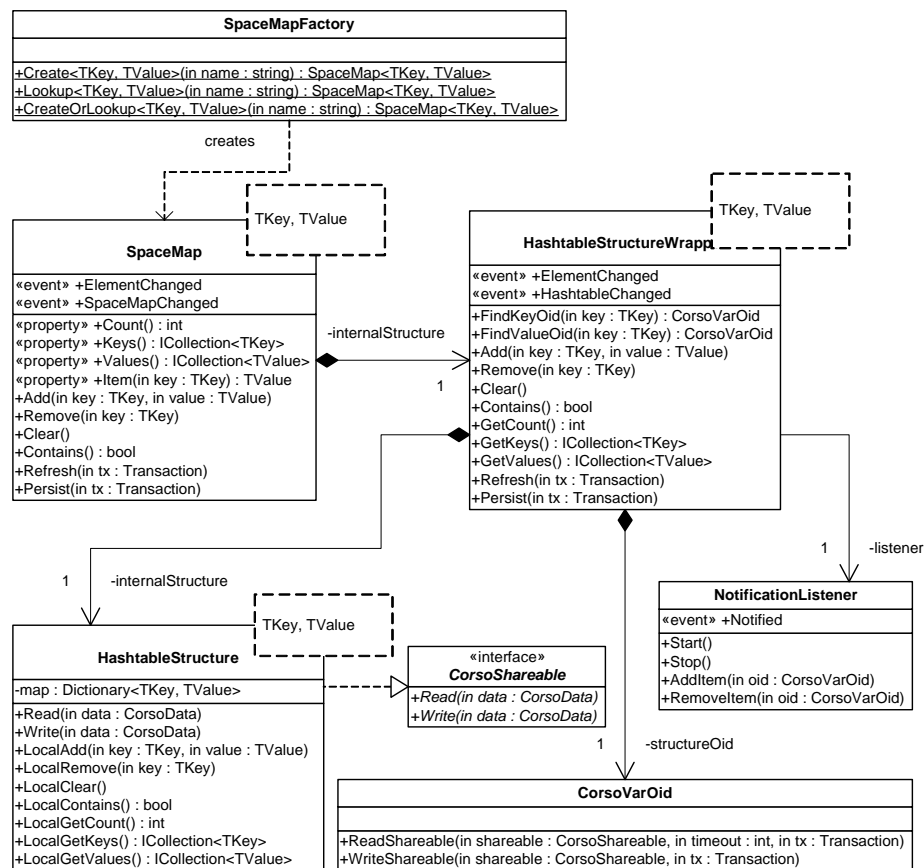 SpaceMapFactory
+Create<TKey, TValue>(in name : string) : SpaceMap<TKey, TValue>
+Lookup<TKey, TValue>(in name : string) : SpaceMap<TKey, TValue>
+CreateOrLookup<TKey, TValue>(in name : string) : SpaceMap<TKey, TValue>
creates
TKey, TValue
SpaceMap
«event» +ElementChanged
«event» +SpaceMapChanged
«property» +Count() : int
«property» +Keys() : ICollection<TKey>
«property» +Values() : ICollection<TValue>
«property» +Item(in key : TKey) : TValue
+Add(in key : TKey, in value : TValue)
+Remove(in key : TKey)
+Clear()
+Contains() : bool
+Refresh(in tx : Transaction)
+Persist(in tx : Transaction)
-internalStructure
1
TKey, TValue
HashtableStructureWrapp
«event» +ElementChanged
«event» +HashtableChanged
+FindKeyOid(in key : TKey) : CorsoVarOid
+FindValueOid(in key : TKey) : CorsoVarOid
+Add(in key : TKey, in value : TValue)
+Remove(in key : TKey)
+Clear()
+Contains() : bool
+GetCount() : int
+GetKeys() : ICollection<TKey>
+GetValues() : ICollection<TValue>
+Refresh(in tx : Transaction)
+Persist(in tx : Transaction)
1 -internalStructure
1 -listener
NotificationListener
«event» +Notified
+Start()
+Stop()
+AddItem(in oid : CorsoVarOid)
+RemoveItem(in oid : CorsoVarOid)
TKey, TValue
HashtableStructure
-map : Dictionary<TKey, TValue>
+Read(in data : CorsoData)
+Write(in data : CorsoData)
+LocalAdd(in key : TKey, in value : TValue)
+LocalRemove(in key : TKey)
+LocalClear()
+LocalContains() : bool
+LocalGetCount() : int
+LocalGetKeys() : ICollection<TKey>
+LocalGetValues() : ICollection<TValue>
«interface»
CorsoShareable
+Read(in data : CorsoData)
+Write(in data : CorsoData)
1 -structureOid
CorsoVarOid
+ReadShareable(in shareable : CorsoShareable, in timeout : int, in tx : Transaction)
+WriteShareable(in shareable : CorsoShareable, in tx : Transaction)